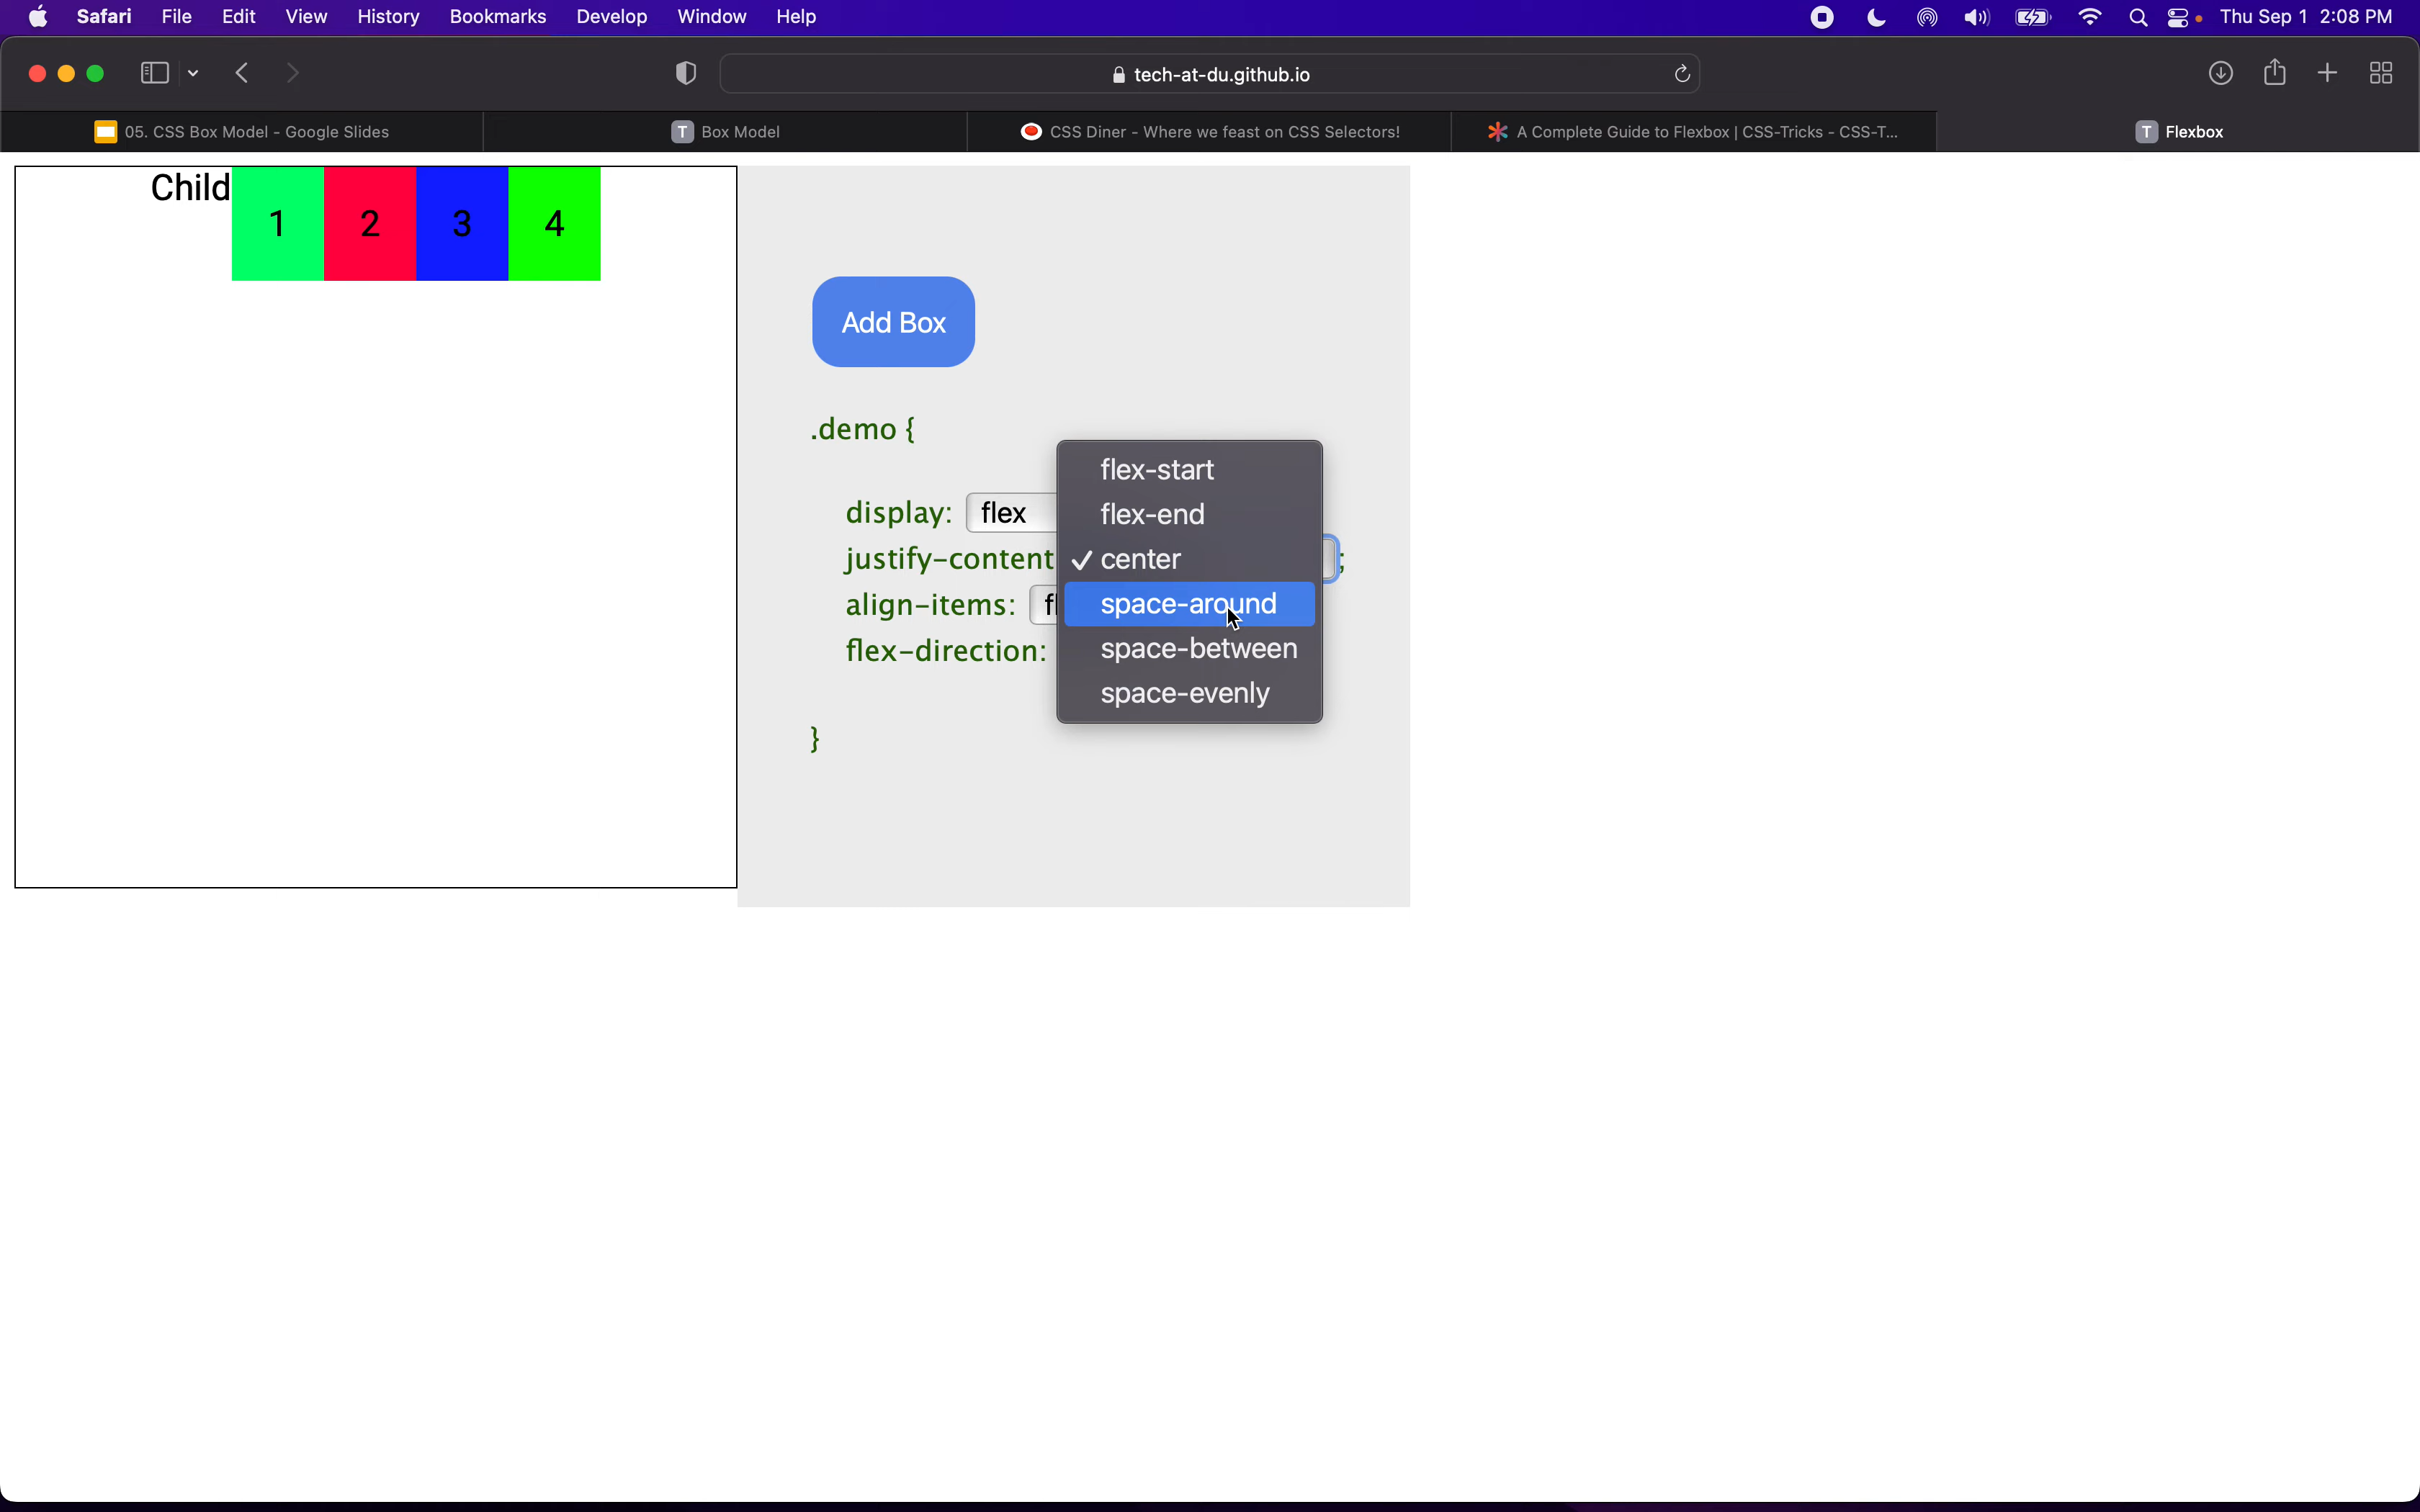 Safari File Edit View History Bookmarks Develop Window Help Thu Sep 1 2:08 PM
tech-at-du.github.io
05. CSS Box Model - Google Slides
T Box Model
CSS Diner - Where we feast on CSS Selectors!
A Complete Guide to Flexbox | CSS-Tricks - CSS-T...
T Flexbox
Child 1 2 3 4
Add Box
.demo {
display: flex
justify-content ;
align-items: fl
flex-direction:
}
flex-start
flex-end
✓ center
space-around
space-between
space-evenly